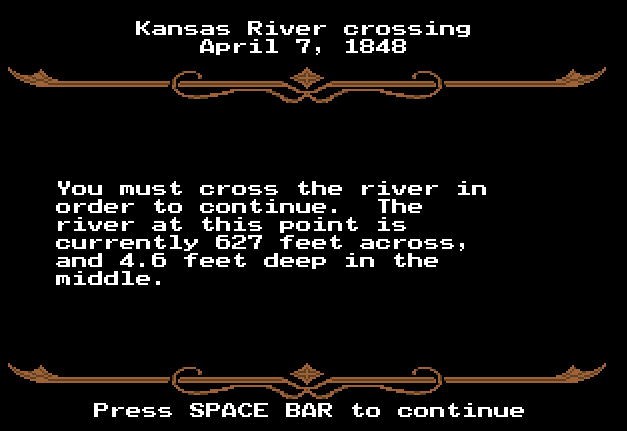 Kansas River crossing
April 7, 1848
You must cross the river in
order to continue.  The
river at this point is
currently 627 feet across,
and 4.6 feet deep in the
middle.
Press SPACE BAR to continue